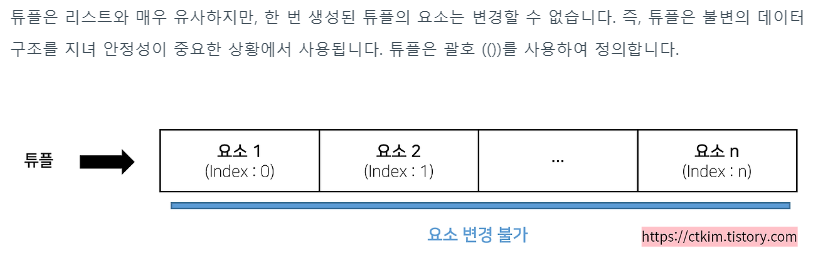 튜플은 리스트와 매우 유사하지만, 한 번 생성된 튜플의 요소는 변경할 수 없습니다. 즉, 튜플은 불변의 데이터
구조를 지녀 안정성이 중요한 상황에서 사용됩니다. 튜플은 괄호 (())를 사용하여 정의합니다.
튜플
요소 1
(Index : 0)
요소 2
(Index : 1)
...
요소 n
(Index : n)
요소 변경 불가
https://ctkim.tistory.com